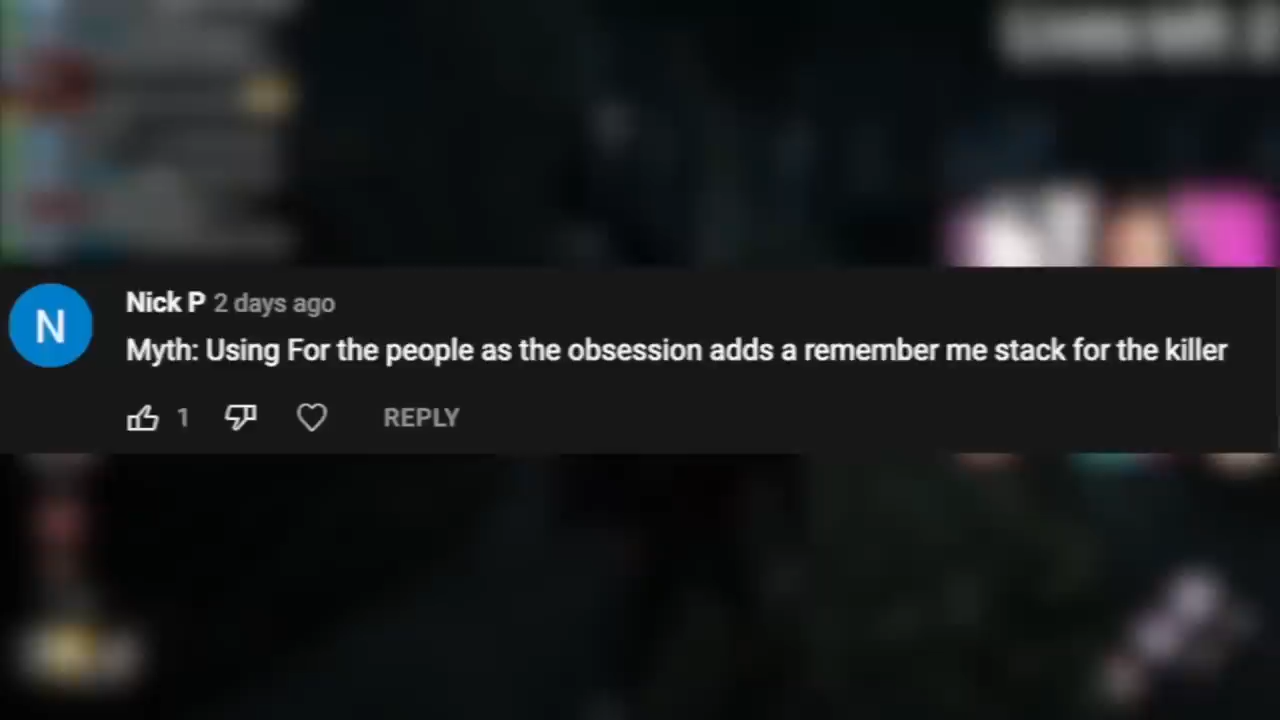 N
Nick P 2 days ago
Myth: Using For the people as the obsession adds a remember me stack for the killer
1 REPLY